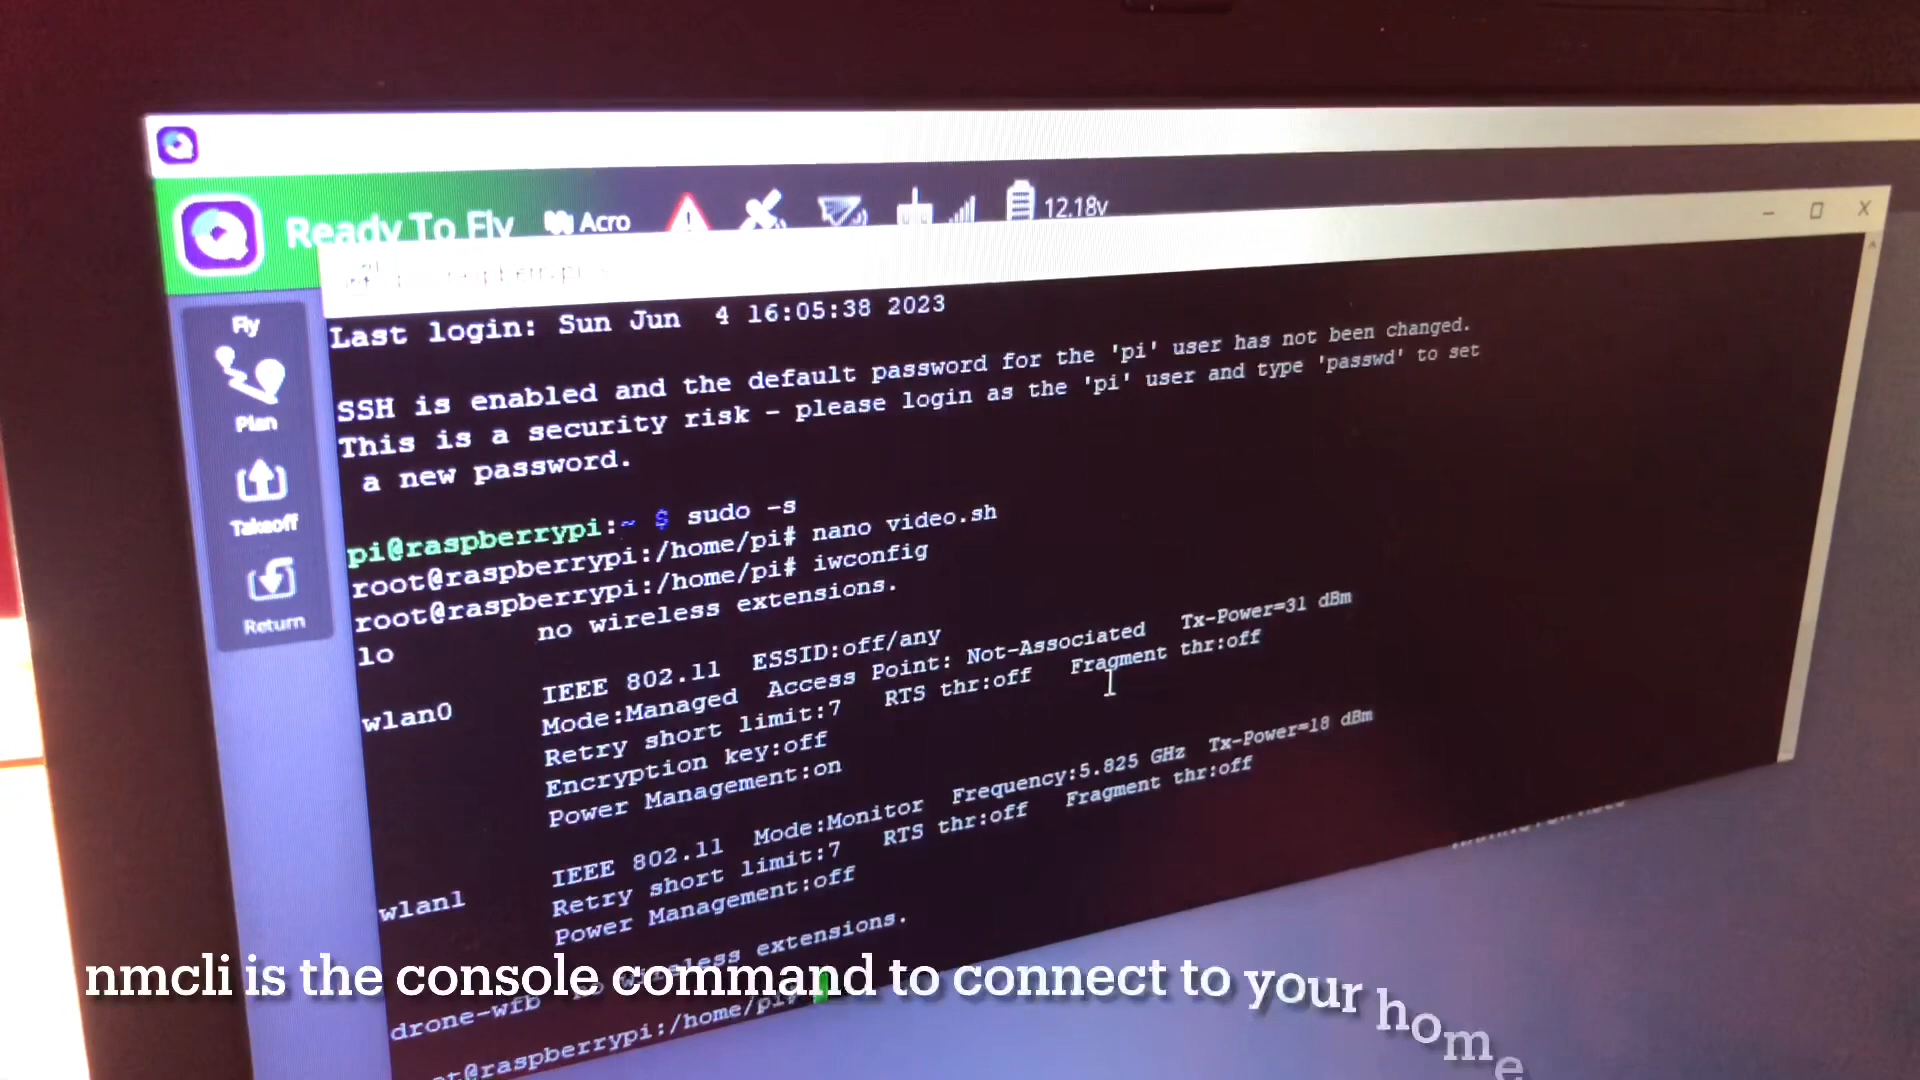 Ready To Fly Acro 12.18v
Fly
Plan
Takeoff
Return
Last login: Sun Jun 4 16:05:38 2023
SSH is enabled and the default password for the 'pi' user has not been changed.
This is a security risk - please login as the 'pi' user and type 'passwd' to set
a new password.
pi@raspberrypi:~ $ sudo -s
root@raspberrypi:/home/pi# nano video.sh
root@raspberrypi:/home/pi# iwconfig
lo no wireless extensions.
wlan0 IEEE 802.11 ESSID:off/any
Mode:Managed Access Point: Not-Associated Tx-Power=31 dBm
Retry short limit:7 RTS thr:off Fragment thr:off
Encryption key:off
Power Management:on
wlan1 IEEE 802.11 Mode:Monitor Frequency:5.825 GHz Tx-Power=18 dBm
Retry short limit:7 RTS thr:off Fragment thr:off
Power Management:off
drone-wfb no wireless extensions.
root@raspberrypi:/home/pi#
nmcli is the console command to connect to your home